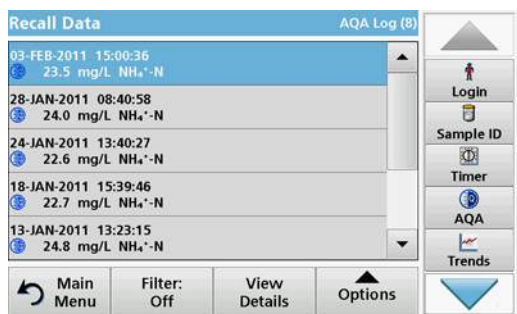 Recall Data AQA Log (8)
03-FEB-2011 15:00:36
23.5 mg/L NH₄⁺-N
28-JAN-2011 08:40:58
24.0 mg/L NH₄⁺-N
24-JAN-2011 13:40:27
22.6 mg/L NH₄⁺-N
18-JAN-2011 15:39:46
22.7 mg/L NH₄⁺-N
13-JAN-2011 13:23:15
24.8 mg/L NH₄⁺-N
Login
Sample ID
Timer
AQA
Trends
Main
Menu
Filter:
Off
View
Details
Options